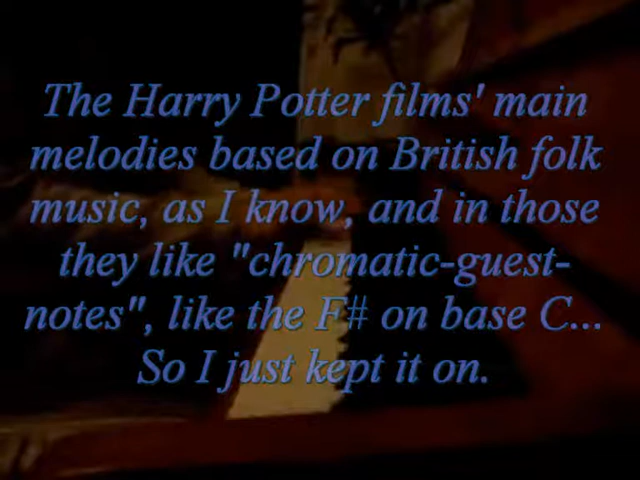 The Harry Potter films' main
melodies based on British folk
music, as I know, and in those
they like "chromatic-guest-
notes", like the F# on base C...
So I just kept it on.